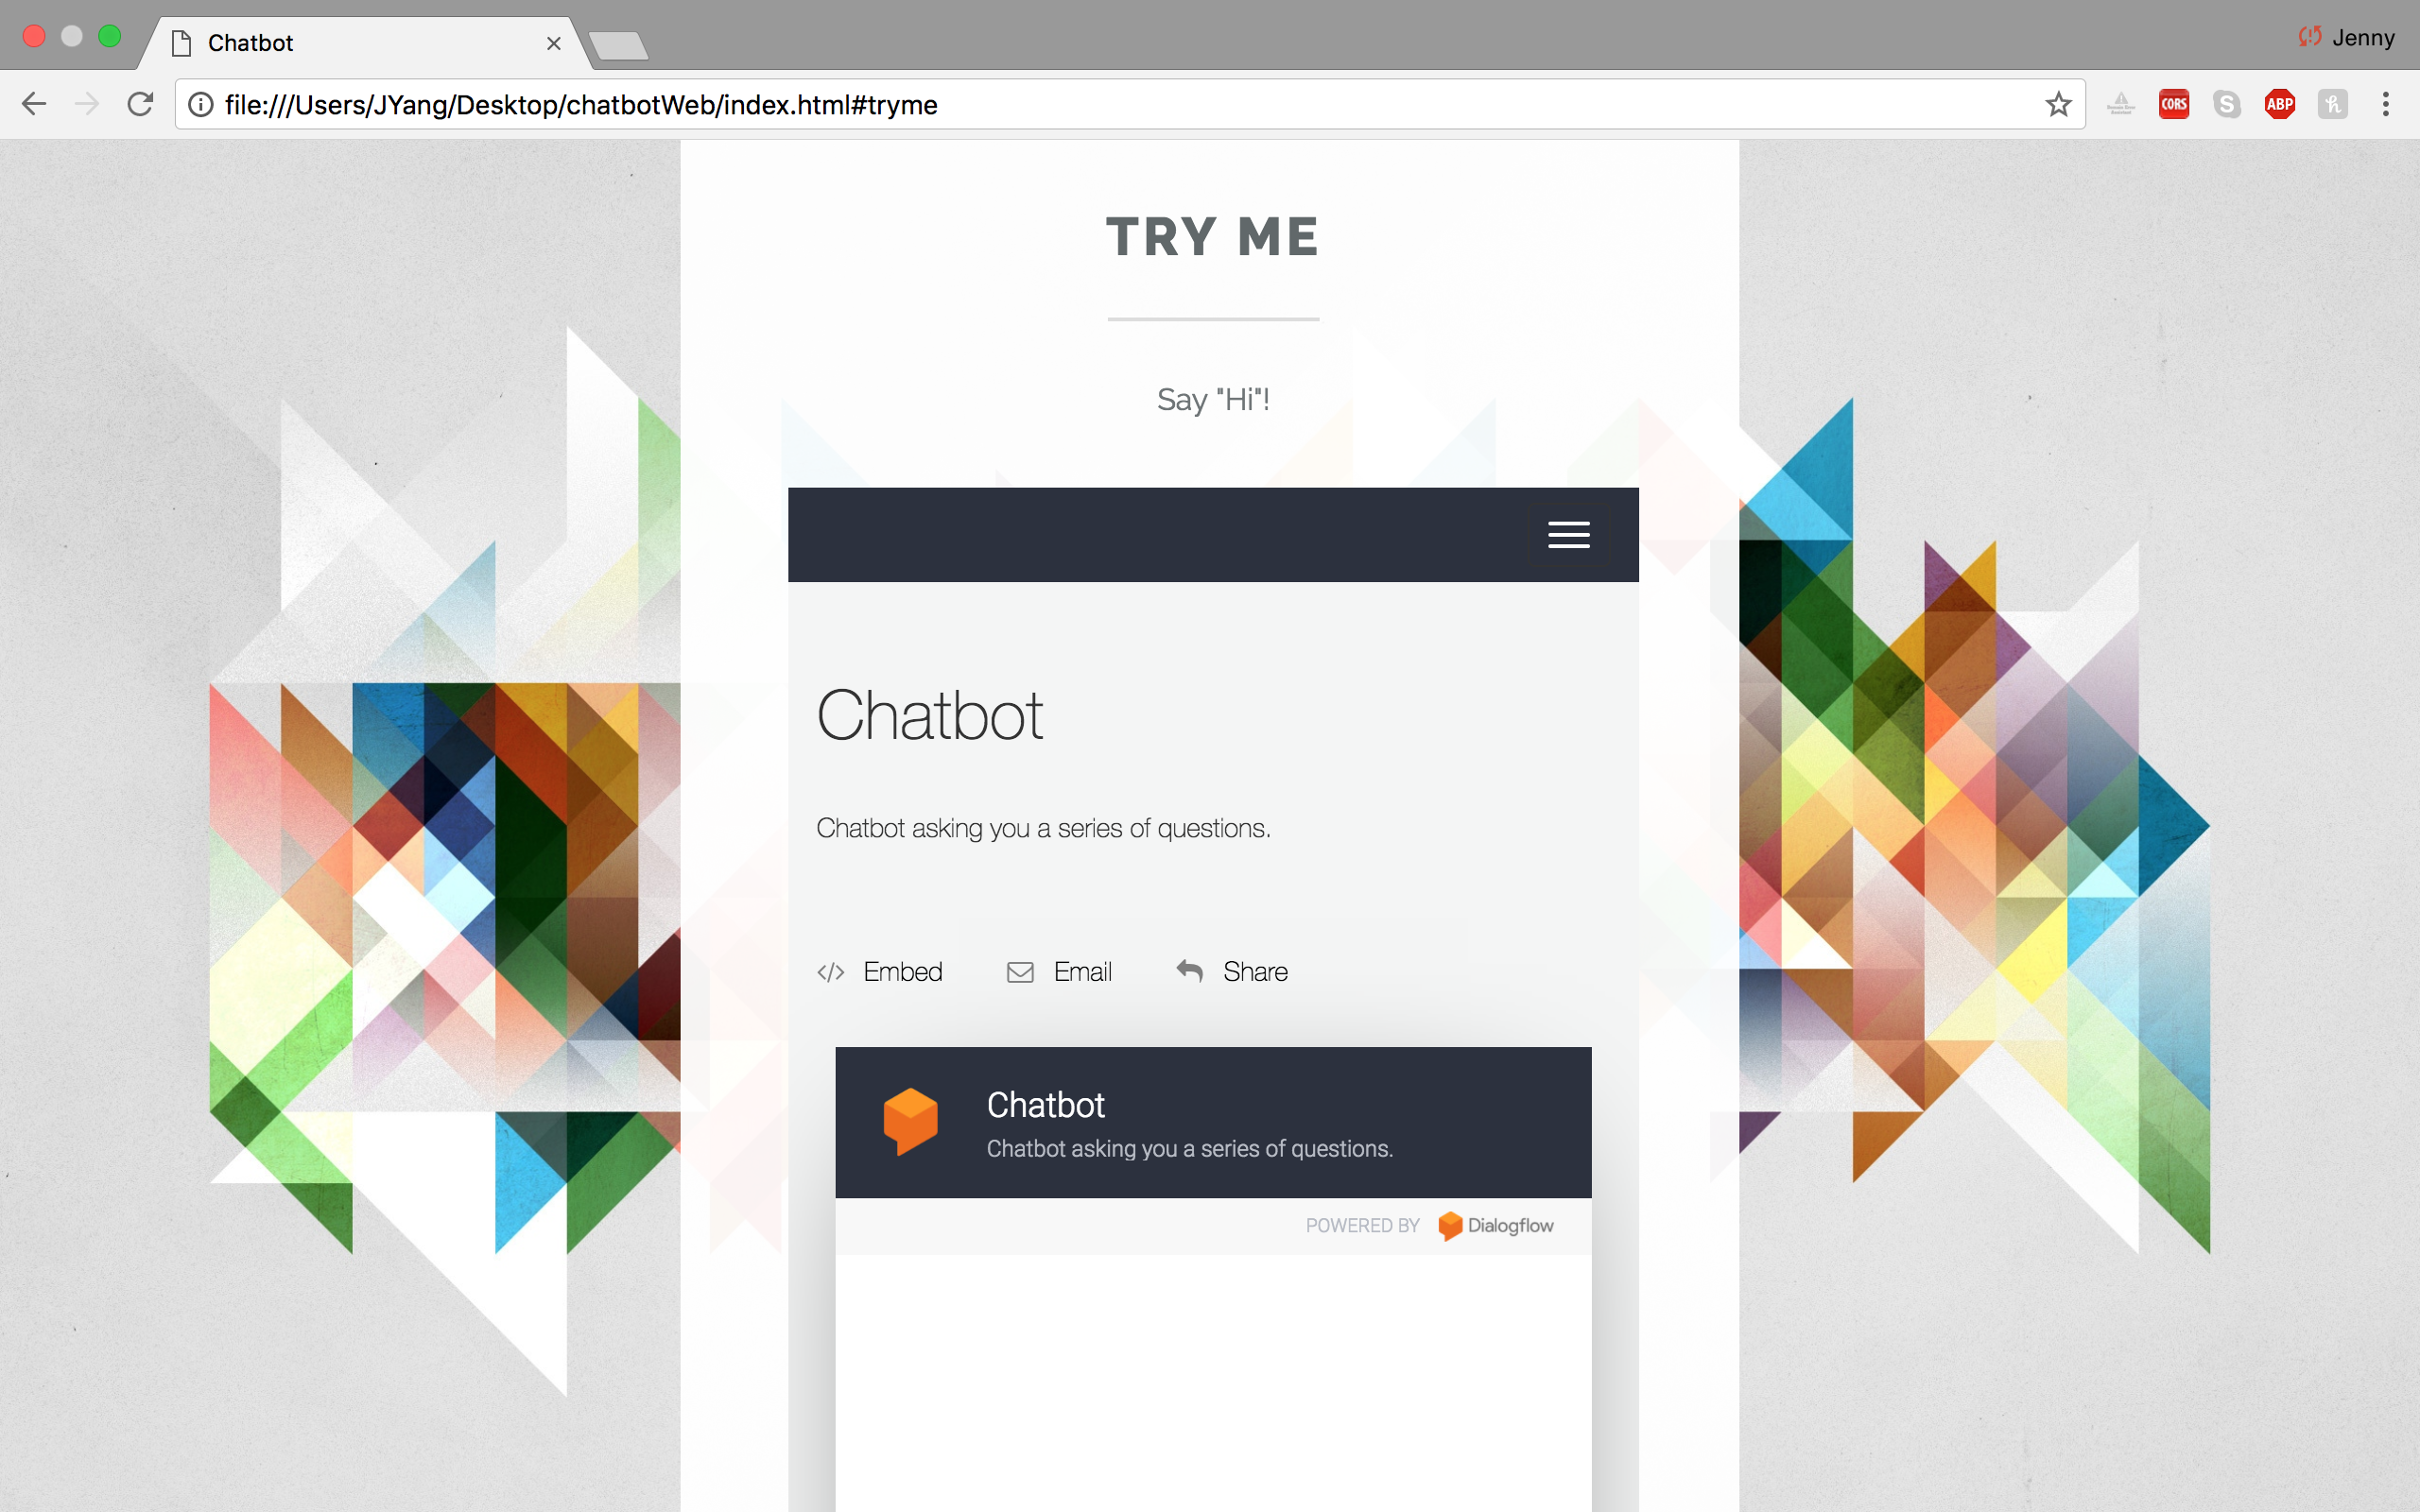 Chatbot
Jenny
file:///Users/JYang/Desktop/chatbotWeb/index.html#tryme
CORS
S
ABP
h
TRY ME
Say "Hi"!
Chatbot
Chatbot asking you a series of questions.
</> Embed Email Share
Chatbot
Chatbot asking you a series of questions.
POWERED BY Dialogflow